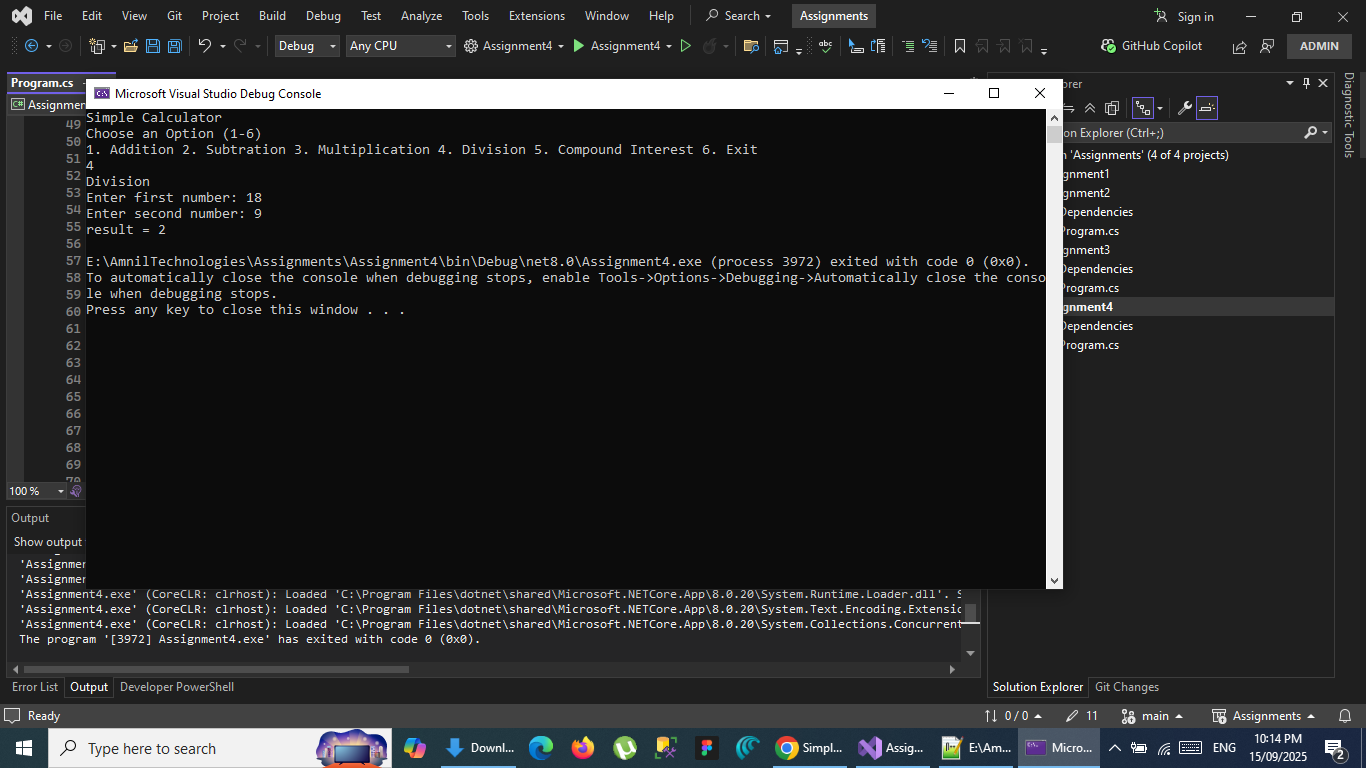 File Edit View Git Project Build Debug Test Analyze Tools Extensions Window Help Search Assignments Sign in
Debug Any CPU Assignment4 Assignment4 GitHub Copilot ADMIN
Program.cs
C# Assignmen
49
50
51
52
53
54
55
56
57
58
59
60
61
62
63
64
65
66
67
68
69
70
100 %
Microsoft Visual Studio Debug Console
Simple Calculator
Choose an Option (1-6)
1. Addition 2. Subtration 3. Multiplication 4. Division 5. Compound Interest 6. Exit
4
Division
Enter first number: 18
Enter second number: 9
result = 2
E:\AmnilTechnologies\Assignments\Assignment4\bin\Debug\net8.0\Assignment4.exe (process 3972) exited with code 0 (0x0).
To automatically close the console when debugging stops, enable Tools->Options->Debugging->Automatically close the conso
le when debugging stops.
Press any key to close this window . . .
orer
on Explorer (Ctrl+;)
n 'Assignments' (4 of 4 projects)
gnment1
gnment2
Dependencies
Program.cs
gnment3
Dependencies
Program.cs
gnment4
Dependencies
Program.cs
Diagnostic Tools
Output
Show output
'Assignmen
'Assignmen
'Assignment4.exe' (CoreCLR: clrhost): Loaded 'C:\Program Files\dotnet\shared\Microsoft.NETCore.App\8.0.20\System.Runtime.Loader.dll'. S
'Assignment4.exe' (CoreCLR: clrhost): Loaded 'C:\Program Files\dotnet\shared\Microsoft.NETCore.App\8.0.20\System.Text.Encoding.Extensio
'Assignment4.exe' (CoreCLR: clrhost): Loaded 'C:\Program Files\dotnet\shared\Microsoft.NETCore.App\8.0.20\System.Collections.Concurrent
The program '[3972] Assignment4.exe' has exited with code 0 (0x0).
Error List Output Developer PowerShell
Solution Explorer Git Changes
Ready 0 / 0 11 main Assignments
Type here to search Downl... Simpl... Assig... E:\Am... Micro... ENG 10:14 PM
15/09/2025 2